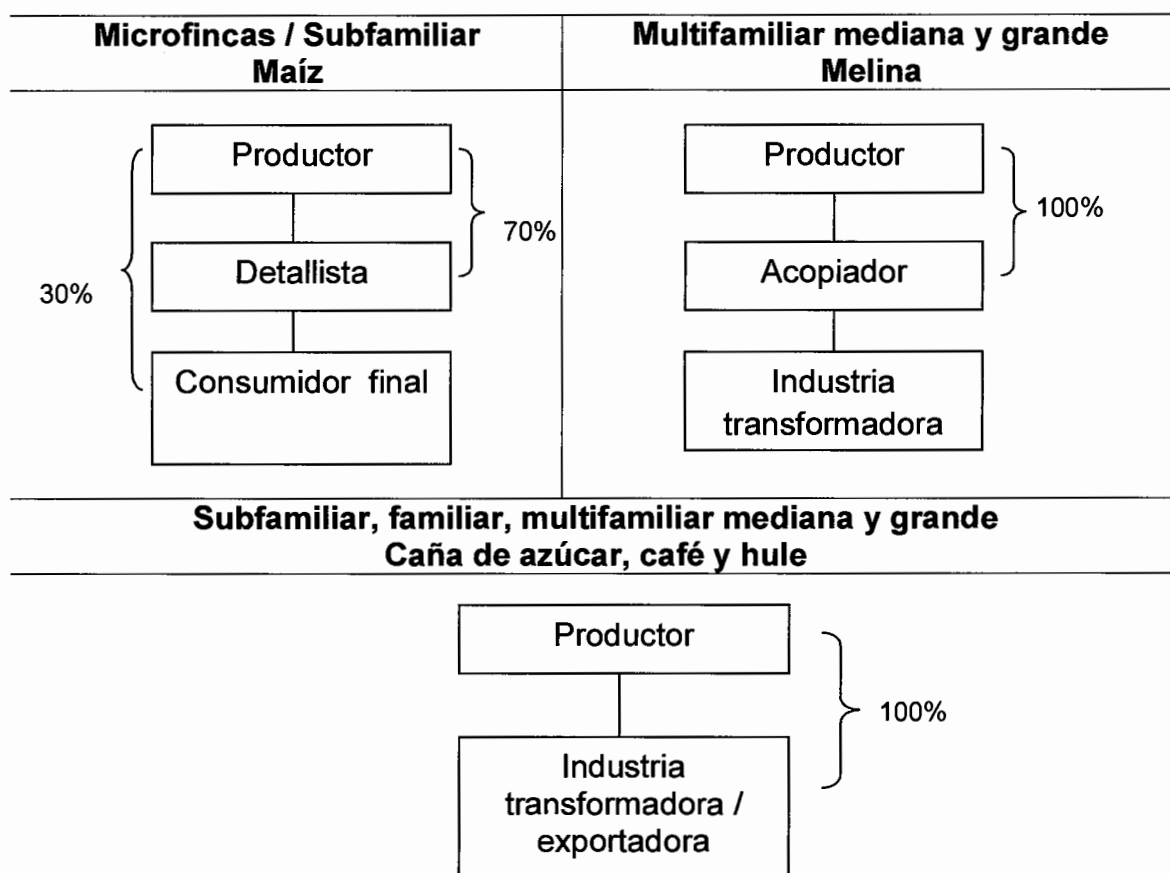 Microfincas / Subfamiliar
Maíz
Productor
70%
Detallista
30%
Consumidor final
Multifamiliar mediana y grande
Melina
Productor
100%
Acopiador
Industria
transformadora
Subfamiliar, familiar, multifamiliar mediana y grande
Caña de azúcar, café y hule
Productor
100%
Industria
transformadora /
exportadora